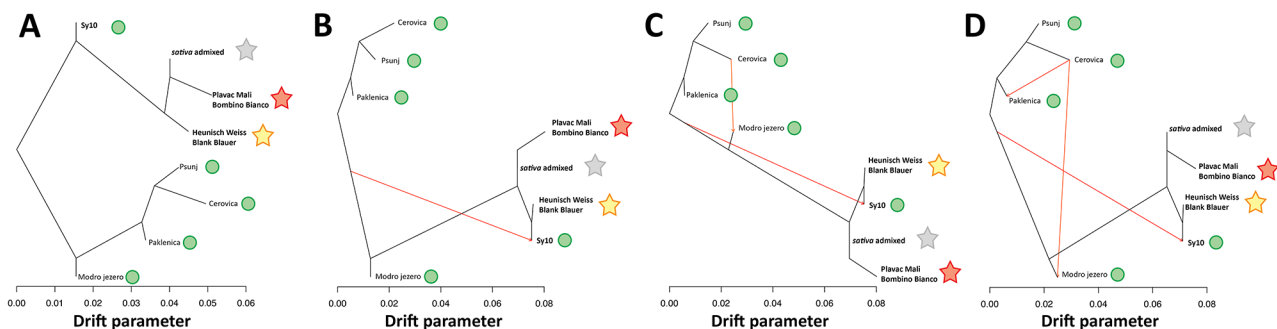 A
Sy10
sativa admixed
Plavac Mali
Bombino Bianco
Heunisch Weiss
Blank Blauer
Psunj
Cerovica
Paklenica
Modro jezero
0.00 0.01 0.02 0.03 0.04 0.05 0.06
Drift parameter
B
Cerovica
Psunj
Paklenica
Plavac Mali
Bombino Bianco
sativa admixed
Heunisch Weiss
Blank Blauer
Sy10
Modro jezero
0.00 0.02 0.04 0.06 0.08
Drift parameter
C
Psunj
Cerovica
Paklenica
Modro jezero
Heunisch Weiss
Blank Blauer
Sy10
sativa admixed
Plavac Mali
Bombino Bianco
0.00 0.02 0.04 0.06 0.08
Drift parameter
D
Psunj
Cerovica
Paklenica
sativa admixed
Plavac Mali
Bombino Bianco
Heunisch Weiss
Blank Blauer
Sy10
Modro jezero
0.00 0.02 0.04 0.06 0.08
Drift parameter